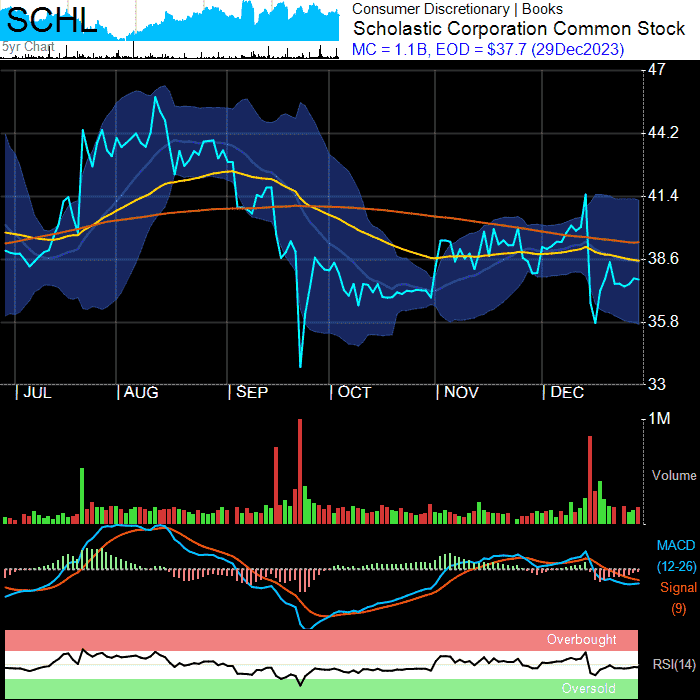 SCHL
5yr Chart
Consumer Discretionary | Books
Scholastic Corporation Common Stock
MC = 1.1B, EOD = $37.7 (29Dec2023)
47
44.2
41.4
38.6
35.8
33
| JUL | AUG | SEP | OCT | NOV | DEC
1M
Volume
MACD
(12-26)
Signal
(9)
Overbought
RSI(14)
Oversold